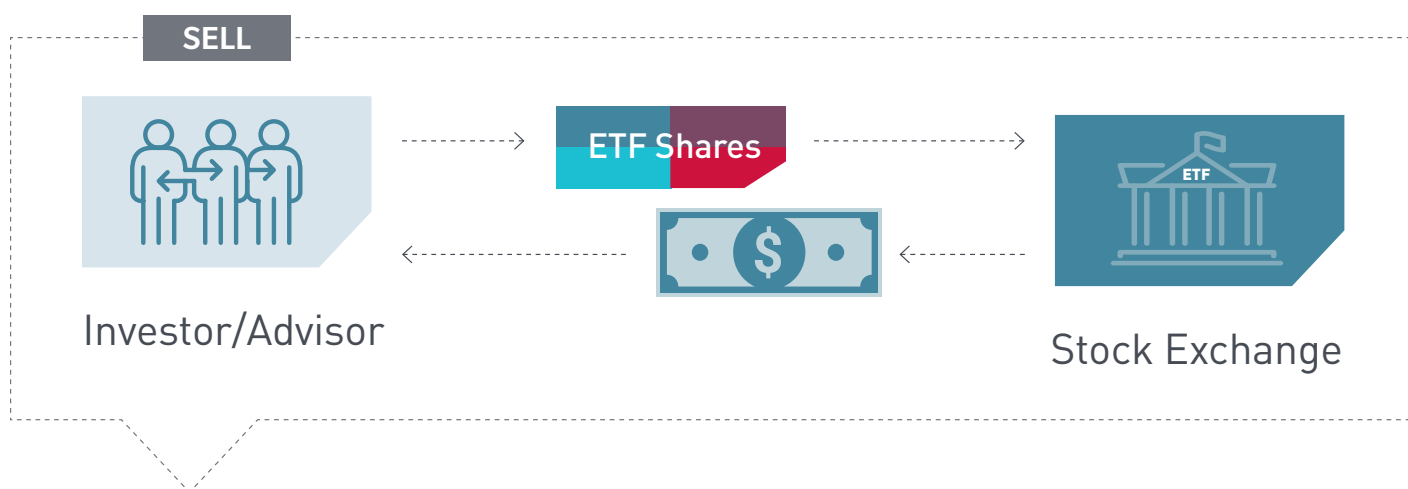 SELL
ETF Shares
ETF
$
Investor/Advisor
Stock Exchange